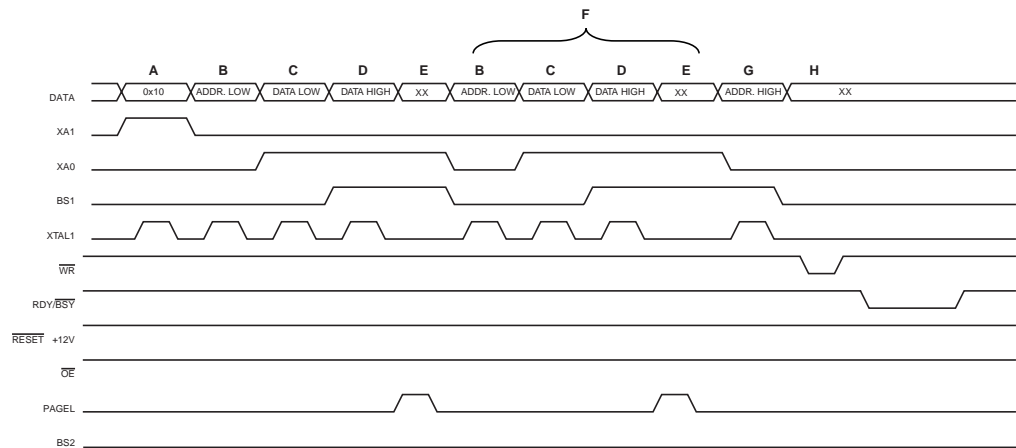 F
A B C D E B C D E G H
DATA 0x10 ADDR. LOW DATA LOW DATA HIGH XX ADDR. LOW DATA LOW DATA HIGH XX ADDR. HIGH XX
XA1
XA0
BS1
XTAL1
WR
RDY/BSY
RESET +12V
OE
PAGEL
BS2